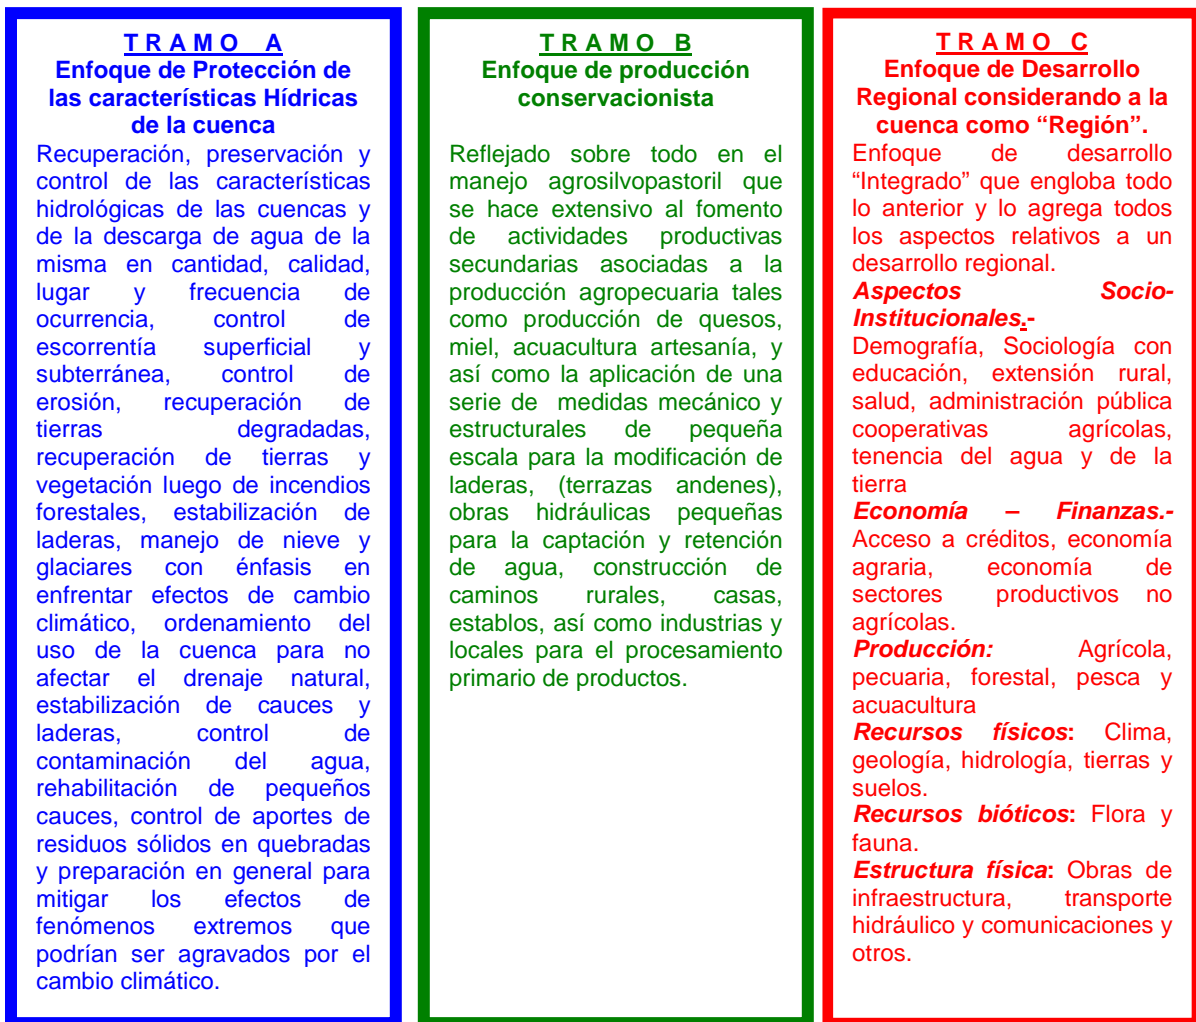 T R A M O A
Enfoque de Protección de
las características Hídricas
de la cuenca
Recuperación, preservación y
control de las características
hidrológicas de las cuencas y
de la descarga de agua de la
misma en cantidad, calidad,
lugar y frecuencia de
ocurrencia, control de
escorrentía superficial y
subterránea, control de
erosión, recuperación de
tierras degradadas,
recuperación de tierras y
vegetación luego de incendios
forestales, estabilización de
laderas, manejo de nieve y
glaciares con énfasis en
enfrentar efectos de cambio
climático, ordenamiento del
uso de la cuenca para no
afectar el drenaje natural,
estabilización de cauces y
laderas, control de
contaminación del agua,
rehabilitación de pequeños
cauces, control de aportes de
residuos sólidos en quebradas
y preparación en general para
mitigar los efectos de
fenómenos extremos que
podrían ser agravados por el
cambio climático.
T R A M O B
Enfoque de producción
conservacionista
Reflejado sobre todo en el
manejo agrosilvopastoril que
se hace extensivo al fomento
de actividades productivas
secundarias asociadas a la
producción agropecuaria tales
como producción de quesos,
miel, acuacultura artesanía, y
así como la aplicación de una
serie de medidas mecánico y
estructurales de pequeña
escala para la modificación de
laderas, (terrazas andenes),
obras hidráulicas pequeñas
para la captación y retención
de agua, construcción de
caminos rurales, casas,
establos, así como industrias y
locales para el procesamiento
primario de productos.
T R A M O C
Enfoque de Desarrollo
Regional considerando a la
cuenca como “Región”.
Enfoque de desarrollo
“Integrado” que engloba todo
lo anterior y lo agrega todos
los aspectos relativos a un
desarrollo regional.
Aspectos Socio-
Institucionales.-
Demografía, Sociología con
educación, extensión rural,
salud, administración pública
cooperativas agrícolas,
tenencia del agua y de la
tierra
Economía – Finanzas.-
Acceso a créditos, economía
agraria, economía de
sectores productivos no
agrícolas.
Producción: Agrícola,
pecuaria, forestal, pesca y
acuacultura
Recursos físicos: Clima,
geología, hidrología, tierras y
suelos.
Recursos bióticos: Flora y
fauna.
Estructura física: Obras de
infraestructura, transporte
hidráulico y comunicaciones y
otros.